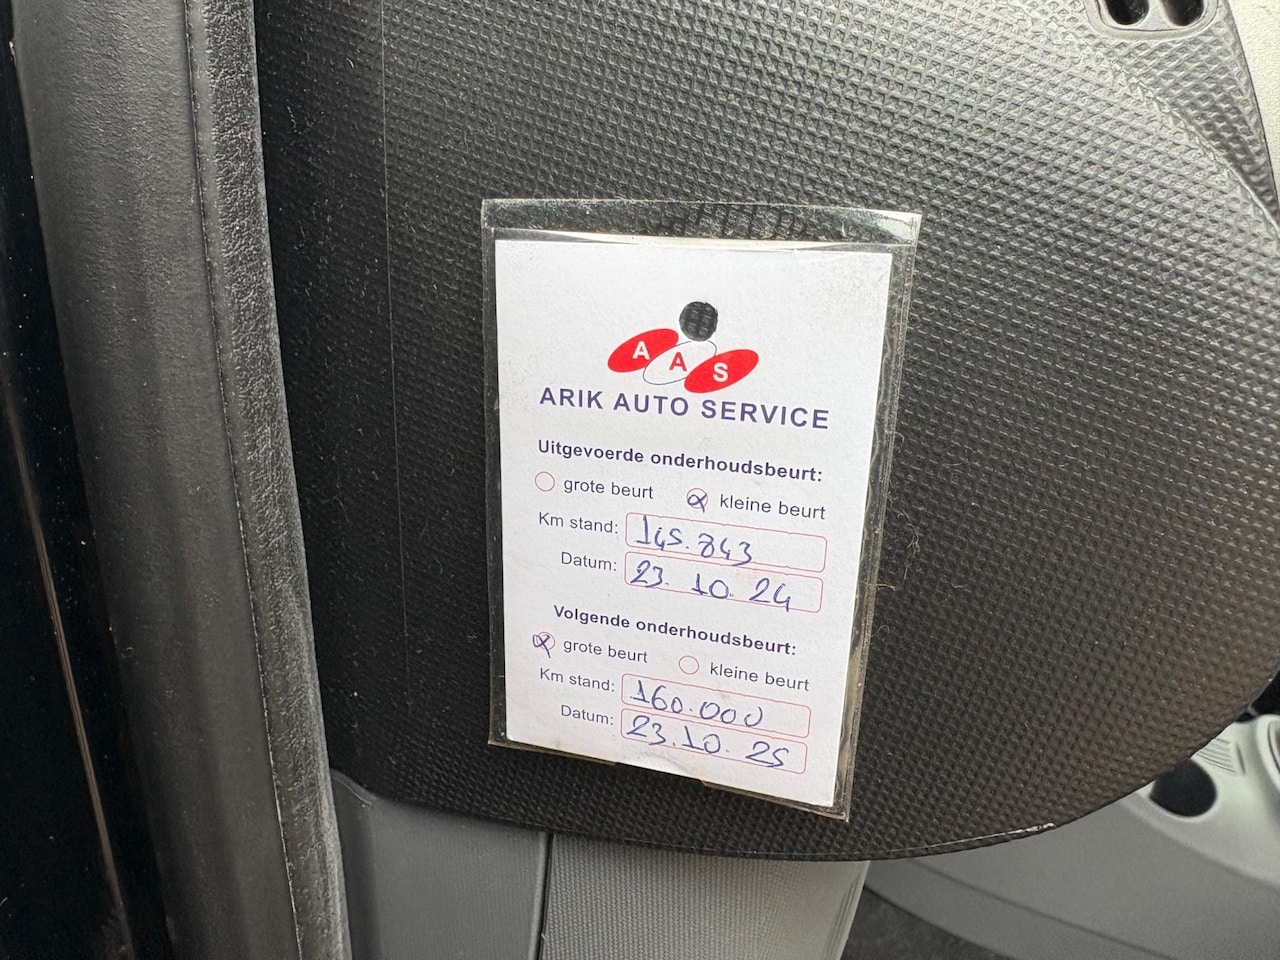 A A S
ARIK AUTO SERVICE
Uitgevoerde onderhoudsbeurt:
grote beurt kleine beurt
Km stand: 145.843
Datum: 23.10.24
Volgende onderhoudsbeurt:
grote beurt kleine beurt
Km stand: 160.000
Datum: 23.10.25